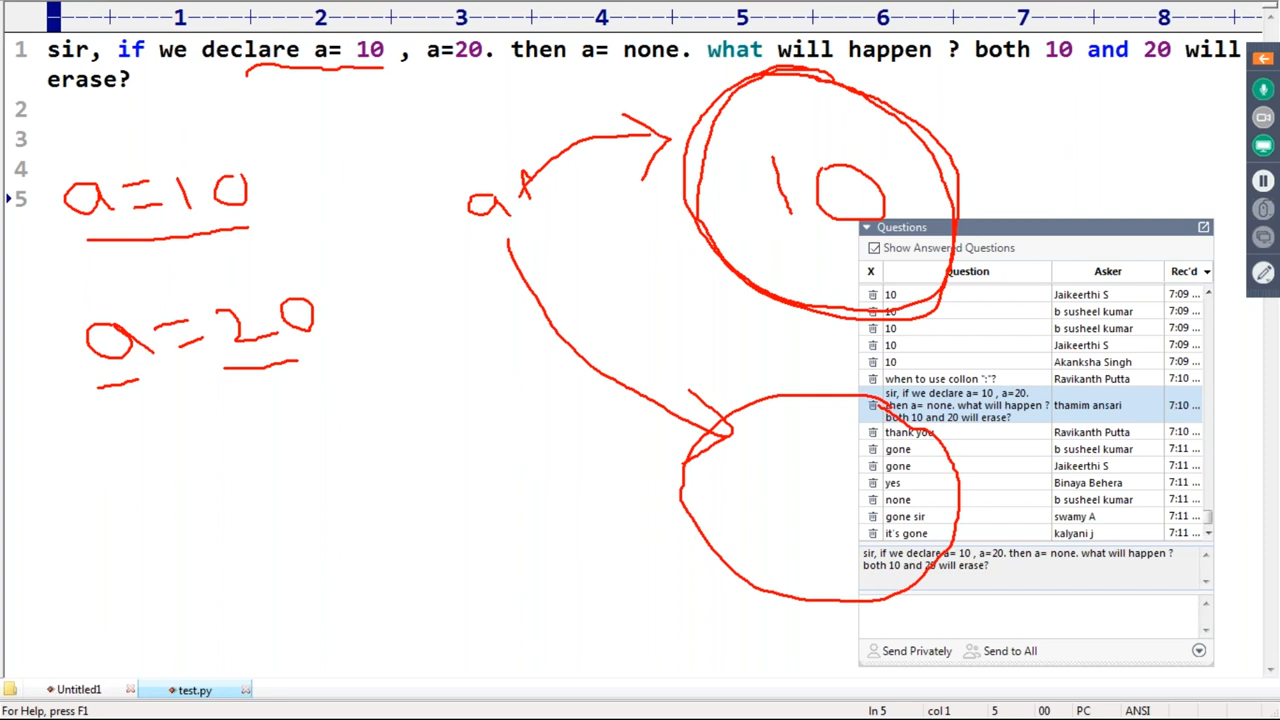 1 2 3 4 5 6 7 8
1 sir, if we declare a= 10 , a=20. then a= none. what will happen ? both 10 and 20 will
erase?
2
3
4
5
a=10
a=20
a
10
Questions
Show Answered Questions
X Question Asker Rec'd
10 Jaikeerthi S 7:09 ...
10 b susheel kumar 7:09 ...
10 b susheel kumar 7:09 ...
10 Jaikeerthi S 7:09 ...
10 Akanksha Singh 7:09 ...
when to use collon ":"? Ravikanth Putta 7:10 ...
sir, if we declare a= 10 , a=20.
then a= none. what will happen ? thamim ansari 7:10 ...
both 10 and 20 will erase?
thank you Ravikanth Putta 7:10 ...
gone b susheel kumar 7:11 ...
gone Jaikeerthi S 7:11 ...
yes Binaya Behera 7:11 ...
none b susheel kumar 7:11 ...
gone sir swamy A 7:11 ...
it's gone kalyani j 7:11 ...
sir, if we declare a= 10 , a=20. then a= none. what will happen ?
both 10 and 20 will erase?
Send Privately Send to All
Untitled1 test.py
For Help, press F1 ln 5 col 1 5 00 PC ANSI